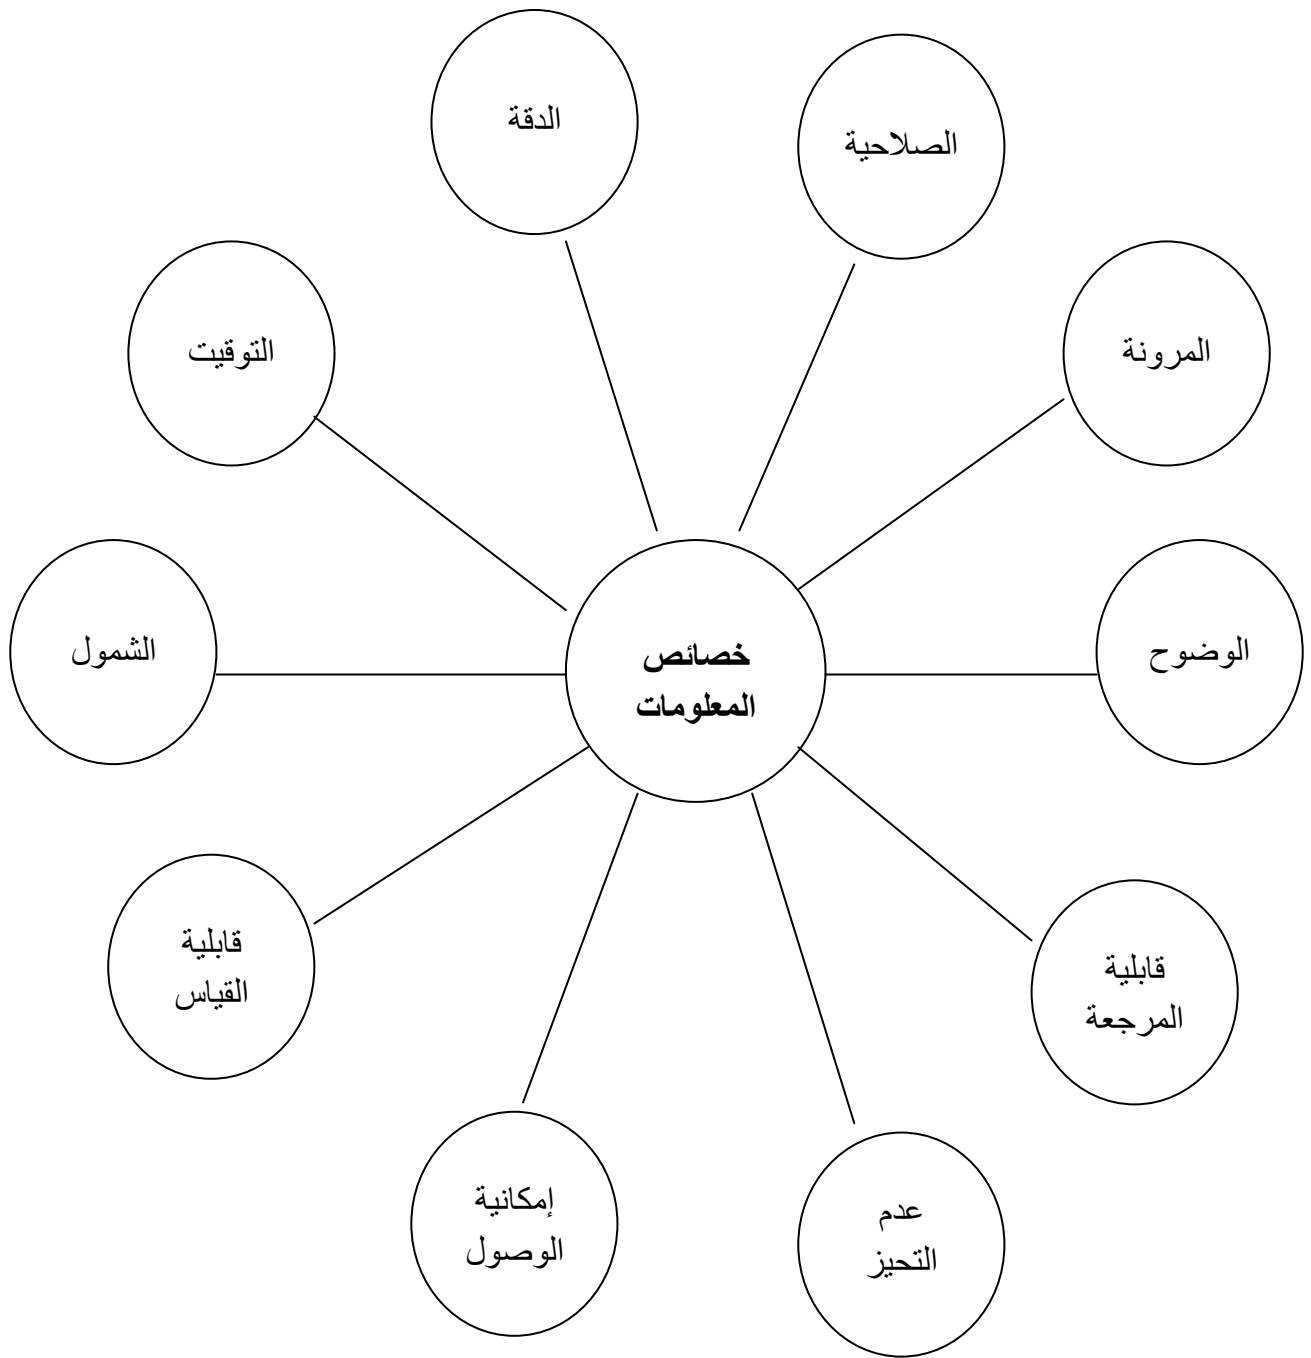 الدقة
الصلاحية
المرونة
التوقيت
الوضوح
الشمول
خصائص
المعلومات
قابلية
المرجعة
قابلية
القياس
عدم
التحيز
إمكانية
الوصول